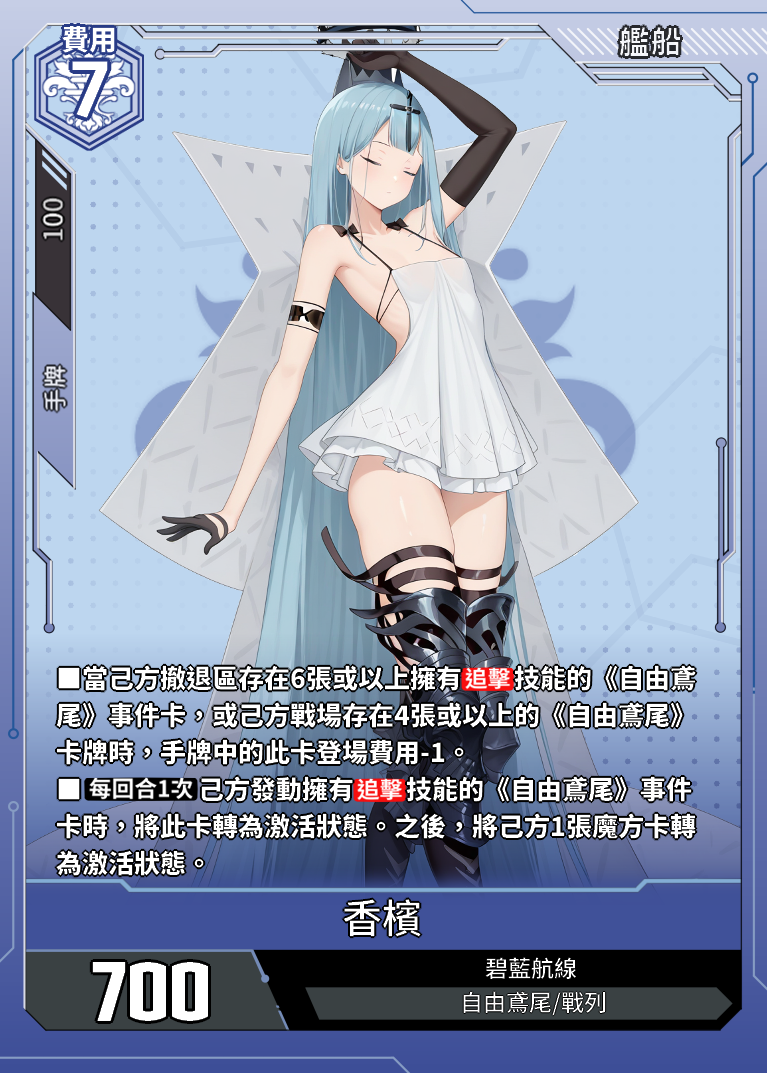 費用
7
艦船
100
手牌
■當己方撤退區存在6張或以上擁有追擊技能的《自由鳶
尾》事件卡，或己方戰場存在4張或以上的《自由鳶尾》
卡牌時，手牌中的此卡登場費用-1。
■每回合1次己方發動擁有追擊技能的《自由鳶尾》事件
卡時，將此卡轉為激活狀態。之後，將己方1張魔方卡轉
為激活狀態。
香檳
700
碧藍航線
自由鳶尾/戰列